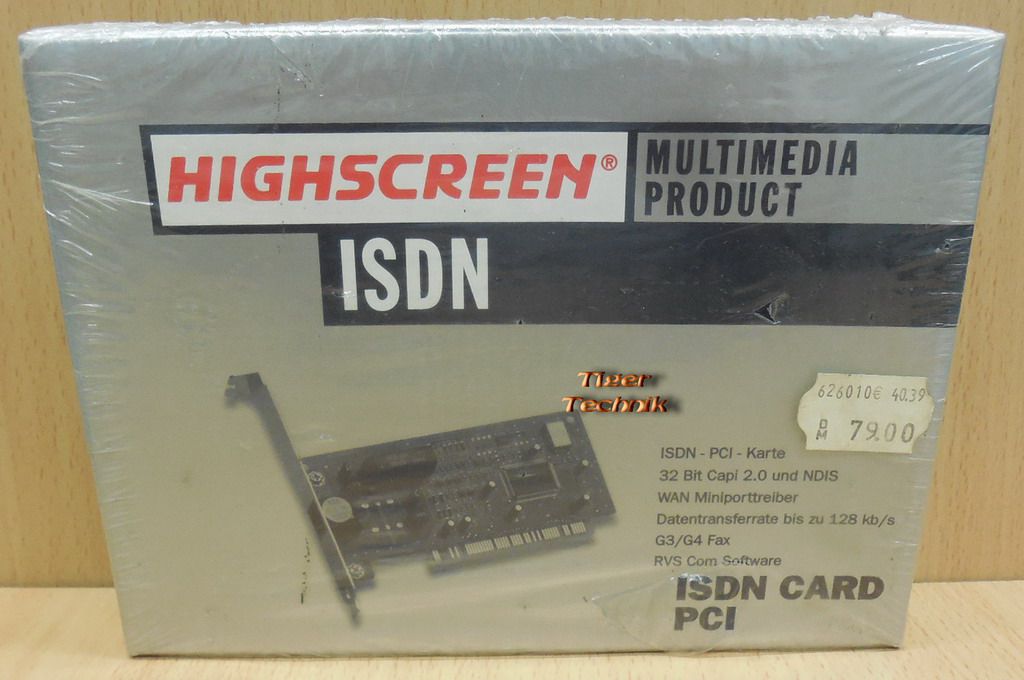 HIGHSCREEN®
MULTIMEDIA
PRODUCT
ISDN
Tiger
Technik
626010€ 40.39
DM 79.00
ISDN - PCI - Karte
32 Bit Capi 2.0 und NDIS
WAN Miniporttreiber
Datentransferrate bis zu 128 kb/s
G3/G4 Fax
RVS Com Software
ISDN CARD
PCI